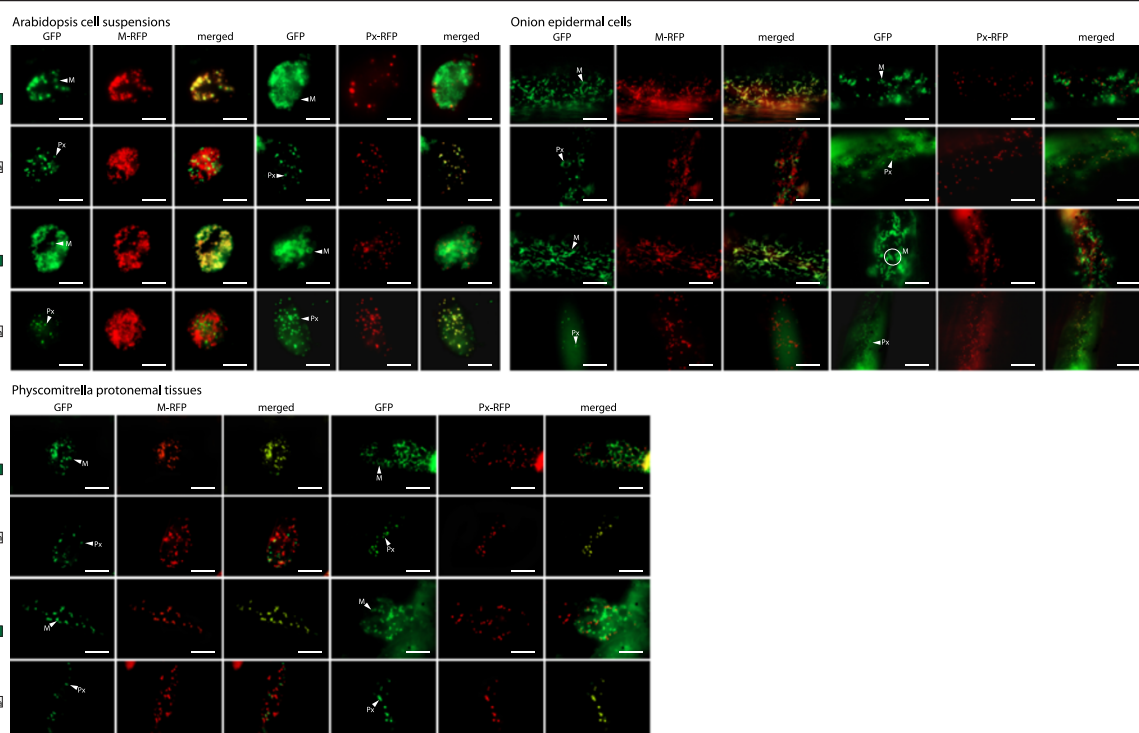 Arabidopsis cell suspensions
GFP M-RFP merged GFP Px-RFP merged
M M
Px Px
M M
Px Px
Onion epidermal cells
GFP M-RFP merged GFP Px-RFP merged
M M
Px Px
M M
Px Px
Physcomitrella protonemal tissues
GFP M-RFP merged GFP Px-RFP merged
M M
Px Px
M M
Px Px